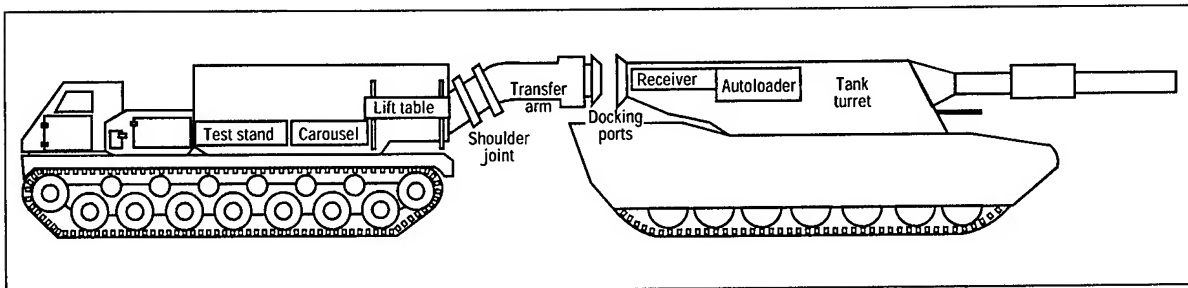 Test stand
Carousel
Lift table
Shoulder
joint
Transfer
arm
Docking
ports
Receiver
Autoloader
Tank
turret